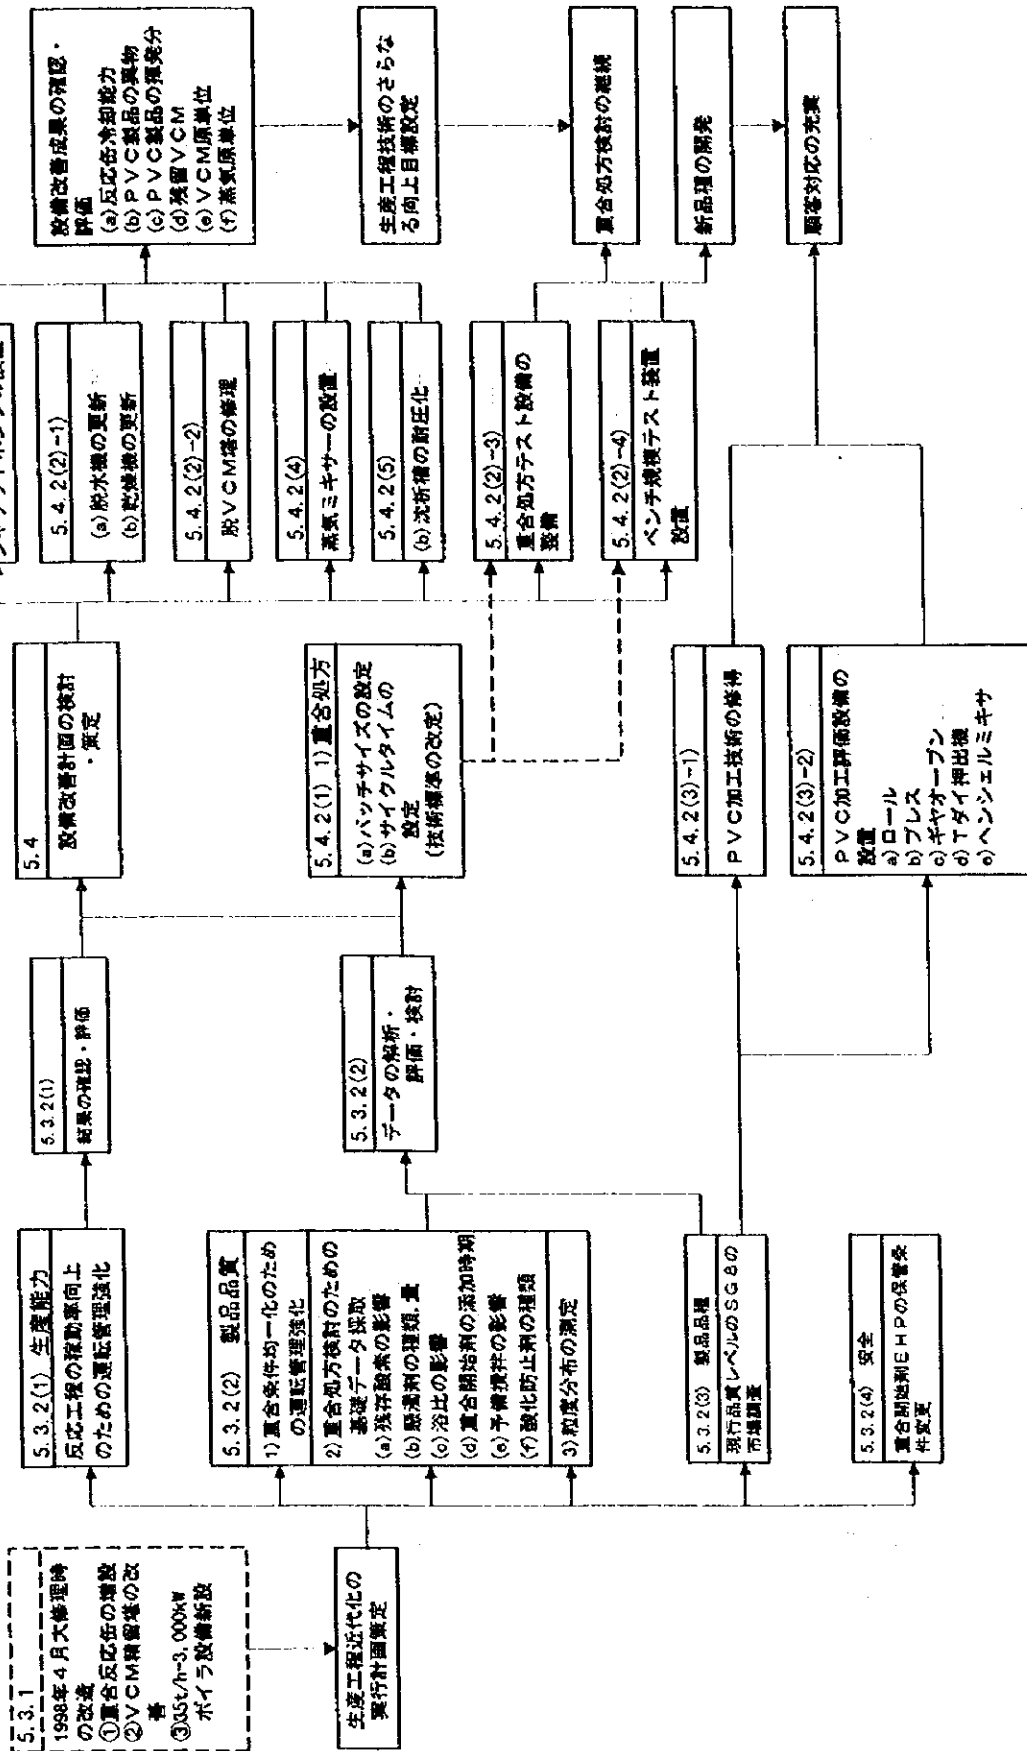 5.3.1
1998年4月大修理時
の改造
①重合反応缶の増設
②VCM精留塔の改
善
③35t/h-3,000KW
ボイラ設備新設
生産工程近代化の
実行計画策定
5.3.2(1) 生産能力
反応工程の稼動率向上
のための運転管理強化
5.3.2(2) 製品品質
1)重合条件均一化のため
の運転管理強化
2)重合処方検討のための
基礎データ採取
(a)残存酸素の影響
(b)懸濁剤の種類、量
(c)浴比の影響
(d)重合開始剤の添加時期
(e)予備攪拌の影響
(f)酸化防止剤の種類
3)粒度分布の測定
5.3.2(3) 製品品種
現行品質レベルのSG8の
市場調査
5.3.2(4) 安全
重合開始剤EHPの保管条
件変更
5.3.2(1)
結果の確認・評価
5.3.2(2)
データの解析・
評価・検討
5.4
設備改善計画の検討
・策定
5.4.2(1) 1)重合処方
(a)バッチサイズの設定
(b)サイクルタイムの
設定
(技術標準の改定)
5.4.2(3)-1)
PVC加工技術の修得
5.4.2(3)-2)
PVC加工評価設備の
設置
a)ロール
b)プレス
c)ギヤオーブン
d)Tダイ押出機
e)ヘンシェルミキサ
5.4.2(2)-1)
(a)脱水機の更新
(b)乾燥機の更新
5.4.2(2)-2)
脱VCM塔の修理
5.4.2(4)
蒸気ミキサーの設置
5.4.2(5)
(b)沈析槽の耐圧化
5.4.2(2)-3)
重合処方テスト設備の
整備
5.4.2(2)-4)
ベンチ規模テスト装置
設置
設備改善成果の確認・
評価
(a)反応缶冷却能力
(b)PVC製品の異物
(c)PVC製品の揮発分
(d)残留VCM
(e)VCM原単位
(f)蒸気原単位
生産工程技術のさらな
る向上目標設定
重合処方検討の継続
新品種の開発
顧客対応の充実